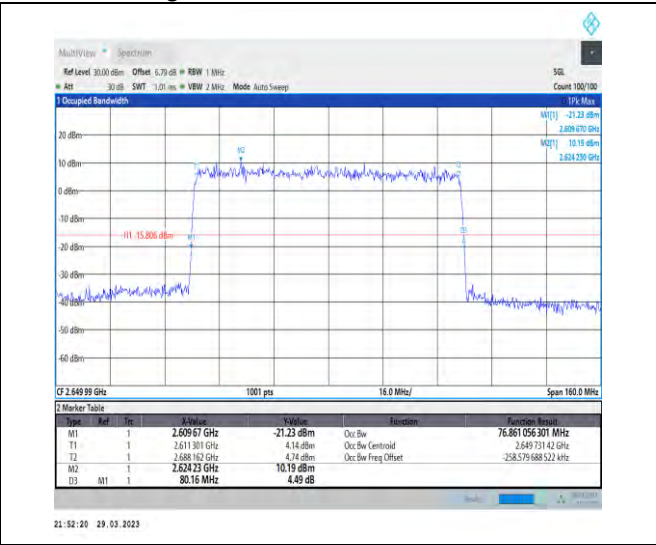 MultiView Spectrum
Ref Level 30.00 dBm Offset 6.79 dB RBW 1 MHz SGL
Att 30 dB SWT 1.01 ms VBW 2 MHz Mode Auto Sweep Count 100/100
1 Occupied Bandwidth 1Pk Max
M1[1] -21.23 dBm
2.609 670 GHz
M2[1] 10.19 dBm
2.624 230 GHz
20 dBm
M2
10 dBm
0 dBm
-10 dBm
H1 -15.806 dBm M1 D3
-20 dBm
-30 dBm
-40 dBm
-50 dBm
-60 dBm
CF 2.649 99 GHz 1001 pts 16.0 MHz/ Span 160.0 MHz
2 Marker Table
Type Ref Trc X-Value Y-Value Function Function Result
M1 1 2.609 67 GHz -21.23 dBm Occ Bw 76.861 056 301 MHz
T1 1 2.611 301 GHz 4.14 dBm Occ Bw Centroid 2.649 731 42 GHz
T2 1 2.688 162 GHz 4.74 dBm Occ Bw Freq Offset -258.579 688 522 kHz
M2 1 2.624 23 GHz 10.19 dBm
D3 M1 1 80.16 MHz 4.49 dB
21:52:20 29.03.2023